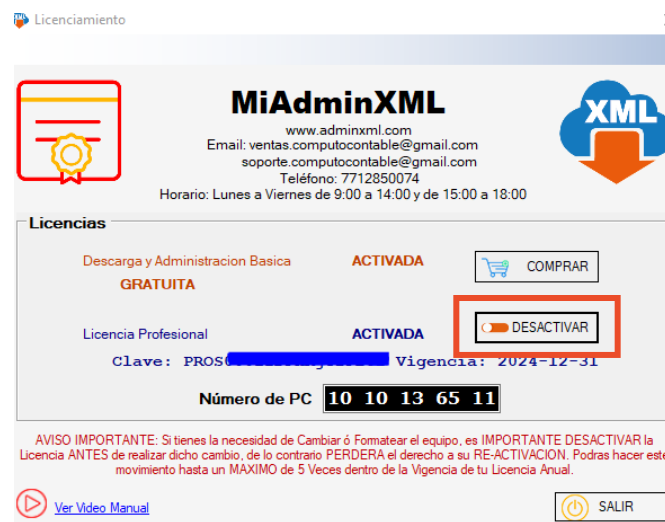 Licenciamiento
MiAdminXML
XML
www.adminxml.com
Email: ventas.computocontable@gmail.com
soporte.computocontable@gmail.com
Teléfono: 7712850074
Horario: Lunes a Viernes de 9:00 a 14:00 y de 15:00 a 18:00
Licencias
Descarga y Administracion Basica ACTIVADA COMPRAR
GRATUITA
Licencia Profesional ACTIVADA DESACTIVAR
Clave: PROS Vigencia: 2024-12-31
Número de PC 10 10 13 65 11
AVISO IMPORTANTE: Si tienes la necesidad de Cambiar ó Formatear el equipo, es IMPORTANTE DESACTIVAR la
Licencia ANTES de realizar dicho cambio, de lo contrario PERDERA el derecho a su RE-ACTIVACION. Podras hacer este
movimiento hasta un MAXIMO de 5 Veces dentro de la Vigencia de tu Licencia Anual.
Ver Video Manual SALIR